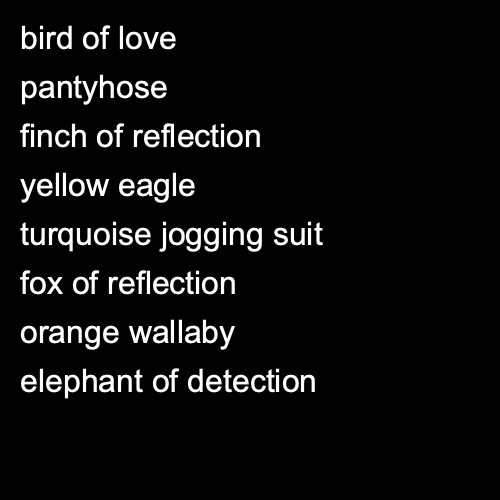 bird of love
pantyhose
finch of reflection
yellow eagle
turquoise jogging suit
fox of reflection
orange wallaby
elephant of detection